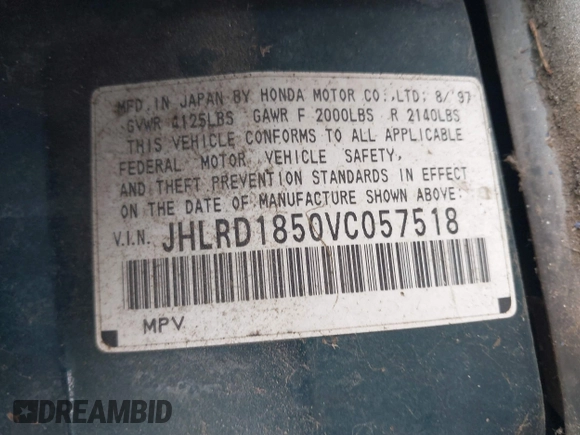 MFD. IN JAPAN BY HONDA MOTOR CO.,LTD; 8/'97
GVWR 4125LBS GAWR F 2000LBS R 2140LBS
THIS VEHICLE CONFORMS TO ALL APPLICABLE
FEDERAL MOTOR VEHICLE SAFETY,
AND THEFT PREVENTION STANDARDS IN EFFECT
ON THE DATE OF MANUFACTURE SHOWN ABOVE:
V.I.N. JHLRD1850VC057518
MPV
DREAMBID